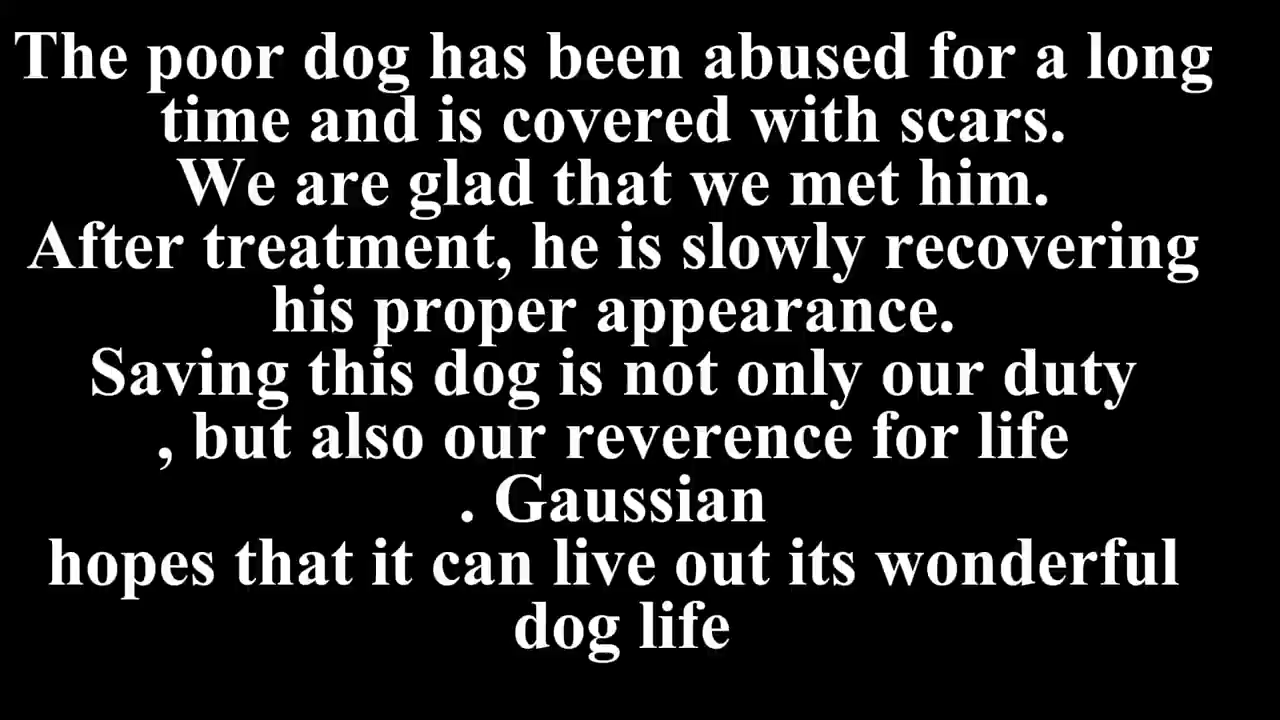 The poor dog has been abused for a long
time and is covered with scars.
We are glad that we met him.
After treatment, he is slowly recovering
his proper appearance.
Saving this dog is not only our duty
, but also our reverence for life
. Gaussian
hopes that it can live out its wonderful
dog life